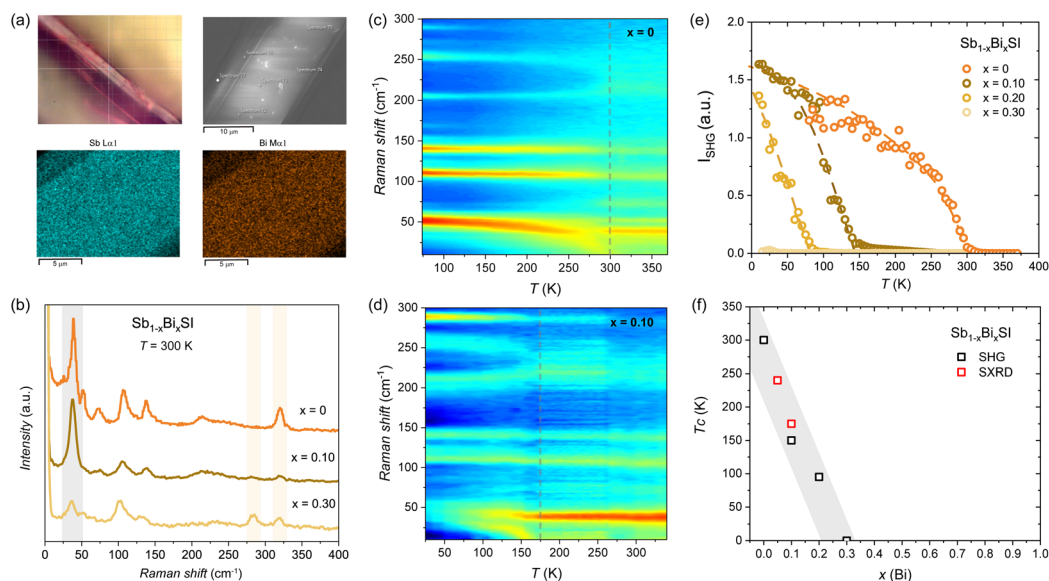 (a)
Spectrum 73
10 μm
Sb Lα1
Bi Mα1
5 μm
5 μm
(b)
Sb1-xBixSI
T = 300 K
x = 0
x = 0.10
x = 0.30
Intensity (a.u.)
0 50 100 150 200 250 300 350 400
Raman shift (cm-1)
(c)
x = 0
Raman shift (cm-1)
300
250
200
150
100
50
100 150 200 250 300 350
T (K)
(d)
x = 0.10
Raman shift (cm-1)
300
250
200
150
100
50
50 100 150 200 250 300
T (K)
(e)
Sb1-xBixSI
x = 0
x = 0.10
x = 0.20
x = 0.30
ISHG (a.u.)
2.0
1.5
1.0
0.5
0.0
0 50 100 150 200 250 300 350 400
T (K)
(f)
Sb1-xBixSI
SHG
SXRD
Tc (K)
350
300
250
200
150
100
50
0
0.0 0.1 0.2 0.3 0.4 0.5 0.6 0.7 0.8 0.9 1.0
x (Bi)